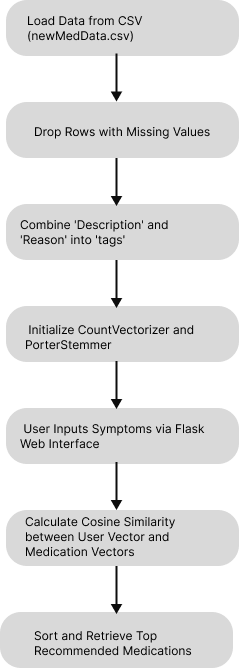 Load Data from CSV
(newMedData.csv)
Drop Rows with Missing Values
Combine 'Description' and
'Reason' into 'tags'
Initialize CountVectorizer and
PorterStemmer
User Inputs Symptoms via Flask
Web Interface
Calculate Cosine Similarity
between User Vector and
Medication Vectors
Sort and Retrieve Top
Recommended Medications